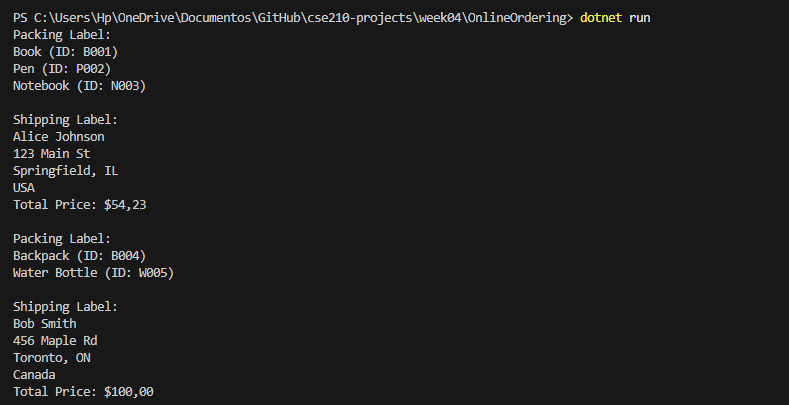 PS C:\Users\Hp\OneDrive\Documentos\GitHub\cse210-projects\week04\OnlineOrdering> dotnet run
Packing Label:
Book (ID: B001)
Pen (ID: P002)
Notebook (ID: N003)
Shipping Label:
Alice Johnson
123 Main St
Springfield, IL
USA
Total Price: $54,23
Packing Label:
Backpack (ID: B004)
Water Bottle (ID: W005)
Shipping Label:
Bob Smith
456 Maple Rd
Toronto, ON
Canada
Total Price: $100,00